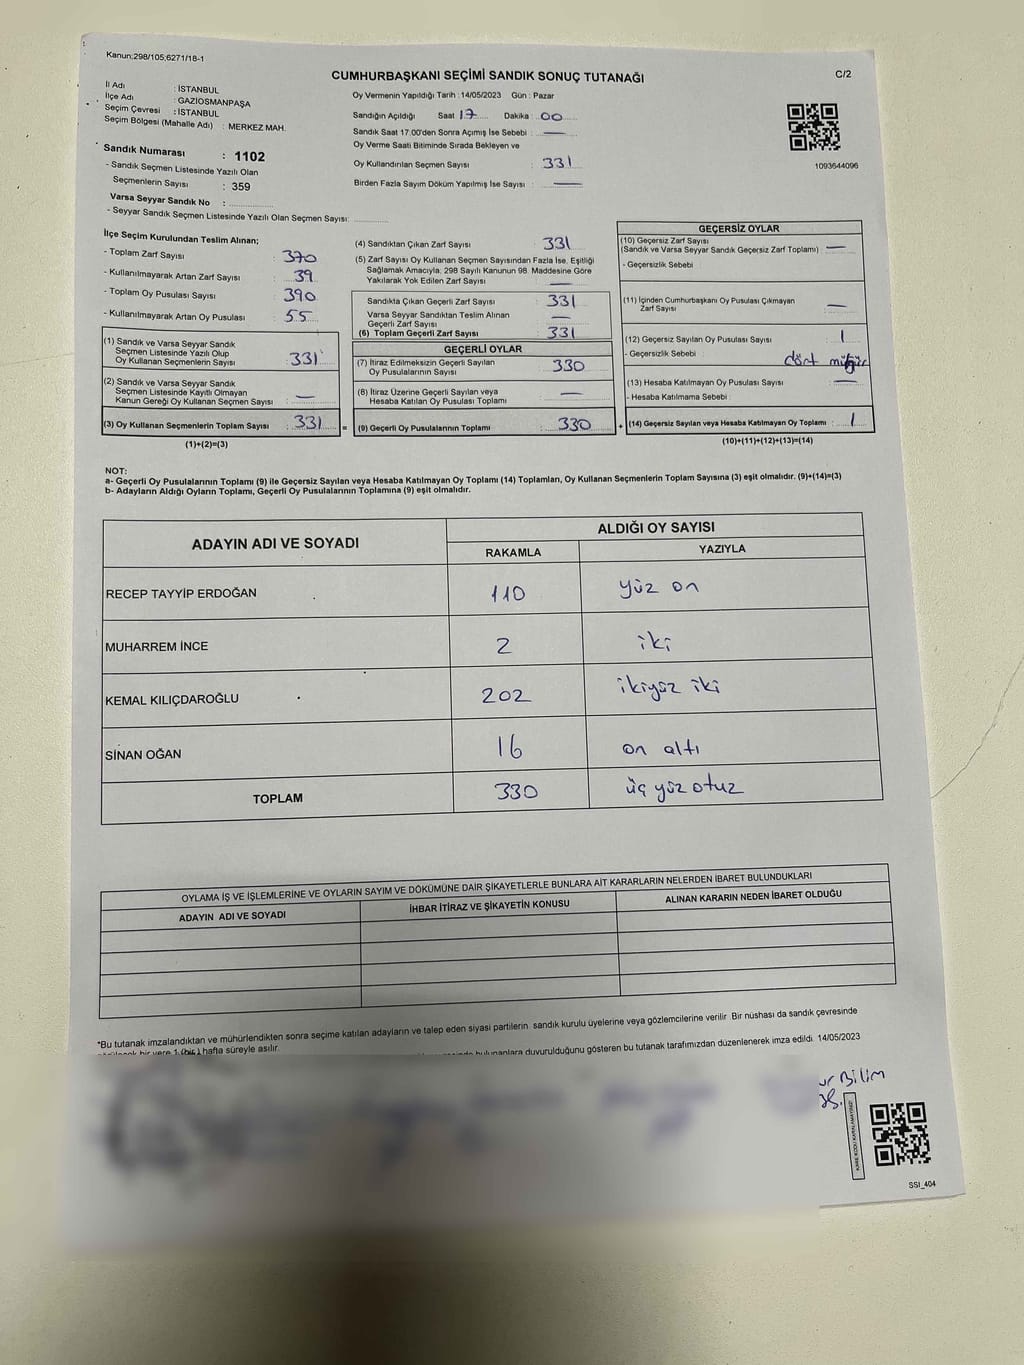 Kanun;298/105;6271/18-1
CUMHURBAŞKANI SEÇİMİ SANDIK SONUÇ TUTANAĞI
C/2
İl Adı : İSTANBUL
İlçe Adı : GAZİOSMANPAŞA
Seçim Çevresi : İSTANBUL
Seçim Bölgesi (Mahalle Adı) : MERKEZ MAH.
Sandık Numarası : 1102
- Sandık Seçmen Listesinde Yazılı Olan
Seçmenlerin Sayısı : 359
Varsa Seyyar Sandık No :
- Seyyar Sandık Seçmen Listesinde Yazılı Olan Seçmen Sayısı:
Oy Vermenin Yapıldığı Tarih : 14/05/2023 Gün : Pazar
Sandığın Açıldığı Saat 17 Dakika 00
Sandık Saat 17.00'den Sonra Açımış İse Sebebi : —
Oy Verme Saati Bitiminde Sırada Bekleyen ve
Oy Kullandırılan Seçmen Sayısı : 331
Birden Fazla Sayım Döküm Yapılmış İse Sayısı : —
1093644096
İlçe Seçim Kurulundan Teslim Alınan;
- Toplam Zarf Sayısı : 370
- Kullanılmayarak Artan Zarf Sayısı : 39
- Toplam Oy Pusulası Sayısı : 390
- Kullanılmayarak Artan Oy Pusulası : 55
(1) Sandık ve Varsa Seyyar Sandık
Seçmen Listesinde Yazılı Olup
Oy Kullanan Seçmenlerin Sayısı : 331
(2) Sandık ve Varsa Seyyar Sandık
Seçmen Listesinde Kayıtlı Olmayan
Kanun Gereği Oy Kullanan Seçmen Sayısı : —
(3) Oy Kullanan Seçmenlerin Toplam Sayısı : 331 =
(1)+(2)=(3)
(4) Sandıktan Çıkan Zarf Sayısı : 331
(5) Zarf Sayısı Oy Kullanan Seçmen Sayısından Fazla İse, Eşitliği
Sağlamak Amacıyla; 298 Sayılı Kanunun 98. Maddesine Göre
Yakılarak Yok Edilen Zarf Sayısı : —
Sandıkta Çıkan Geçerli Zarf Sayısı : 331
Varsa Seyyar Sandıktan Teslim Alınan
Geçerli Zarf Sayısı : —
(6) Toplam Geçerli Zarf Sayısı : 331
GEÇERLİ OYLAR
(7) İtiraz Edilmeksizin Geçerli Sayılan
Oy Pusulalarının Sayısı : 330
(8) İtiraz Üzerine Geçerli Sayılan veya
Hesaba Katılan Oy Pusulası Toplamı : —
(9) Geçerli Oy Pusulalarının Toplamı : 330 +
GEÇERSİZ OYLAR
(10) Geçersiz Zarf Sayısı
(Sandık ve Varsa Seyyar Sandık Geçersiz Zarf Toplamı) : —
- Geçersizlik Sebebi
(11) İçinden Cumhurbaşkanı Oy Pusulası Çıkmayan
Zarf Sayısı : —
(12) Geçersiz Sayılan Oy Pusulası Sayısı : 1
- Geçersizlik Sebebi : dört mühür
(13) Hesaba Katılmayan Oy Pusulası Sayısı : —
- Hesaba Katılmama Sebebi :
(14) Geçersiz Sayılan veya Hesaba Katılmayan Oy Toplamı : 1
(10)+(11)+(12)+(13)=(14)
NOT:
a- Geçerli Oy Pusulalarının Toplamı (9) ile Geçersiz Sayılan veya Hesaba Katılmayan Oy Toplamı (14) Toplamları, Oy Kullanan Seçmenlerin Toplam Sayısına (3) eşit olmalıdır. (9)+(14)=(3)
b- Adayların Aldığı Oyların Toplamı, Geçerli Oy Pusulalarının Toplamına (9) eşit olmalıdır.
ADAYIN ADI VE SOYADI ALDIĞI OY SAYISI
RAKAMLA YAZIYLA
RECEP TAYYİP ERDOĞAN 110 yüz on
MUHARREM İNCE 2 iki
KEMAL KILIÇDAROĞLU 202 ikiyüz iki
SİNAN OĞAN 16 on altı
TOPLAM 330 üç yüz otuz
OYLAMA İŞ VE İŞLEMLERİNE VE OYLARIN SAYIM VE DÖKÜMÜNE DAİR ŞİKAYETLERLE BUNLARA AİT KARARLARIN NELERDEN İBARET BULUNDUKLARI
ADAYIN ADI VE SOYADI İHBAR İTİRAZ VE ŞİKAYETİN KONUSU ALINAN KARARIN NEDEN İBARET OLDUĞU
*Bu tutanak imzalandıktan ve mühürlendikten sonra seçime katılan adayların ve talep eden siyasi partilerin sandık kurulu üyelerine veya gözlemcilerine verilir. Bir nüshası da sandık çevresinde
görülecek bir yere 1 (bir) hafta süreyle asılır.
bulunanlara duyurulduğunu gösteren bu tutanak tarafımızdan düzenlenerek imza edildi. 14/05/2023
ur Bilim
KARE KODU KARALAMAYINIZ!
SSI_404